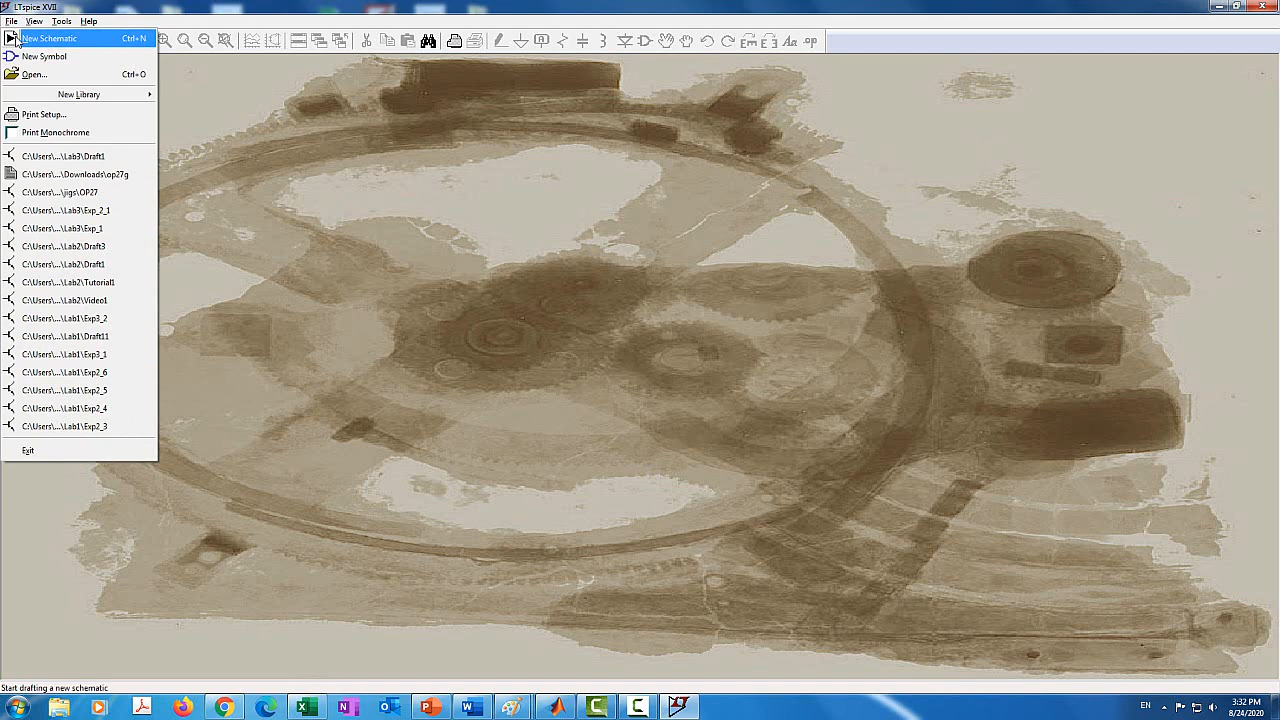 LTspice XVII
File View Tools Help
New Schematic Ctrl+N
New Symbol
Open... Ctrl+O
New Library
Print Setup...
Print Monochrome
C:\Users\...\Lab3\Draft1
C:\Users\...\Downloads\op27g
C:\Users\...\jigs\OP27
C:\Users\...\Lab3\Exp_2_1
C:\Users\...\Lab3\Exp_1
C:\Users\...\Lab2\Draft3
C:\Users\...\Lab2\Draft1
C:\Users\...\Lab2\Tutorial1
C:\Users\...\Lab2\Video1
C:\Users\...\Lab1\Exp3_2
C:\Users\...\Lab1\Draft11
C:\Users\...\Lab1\Exp3_1
C:\Users\...\Lab1\Exp2_6
C:\Users\...\Lab1\Exp2_5
C:\Users\...\Lab1\Exp2_4
C:\Users\...\Lab1\Exp2_3
Exit
Aa .op
Start drafting a new schematic
EN
3:32 PM
8/24/2020